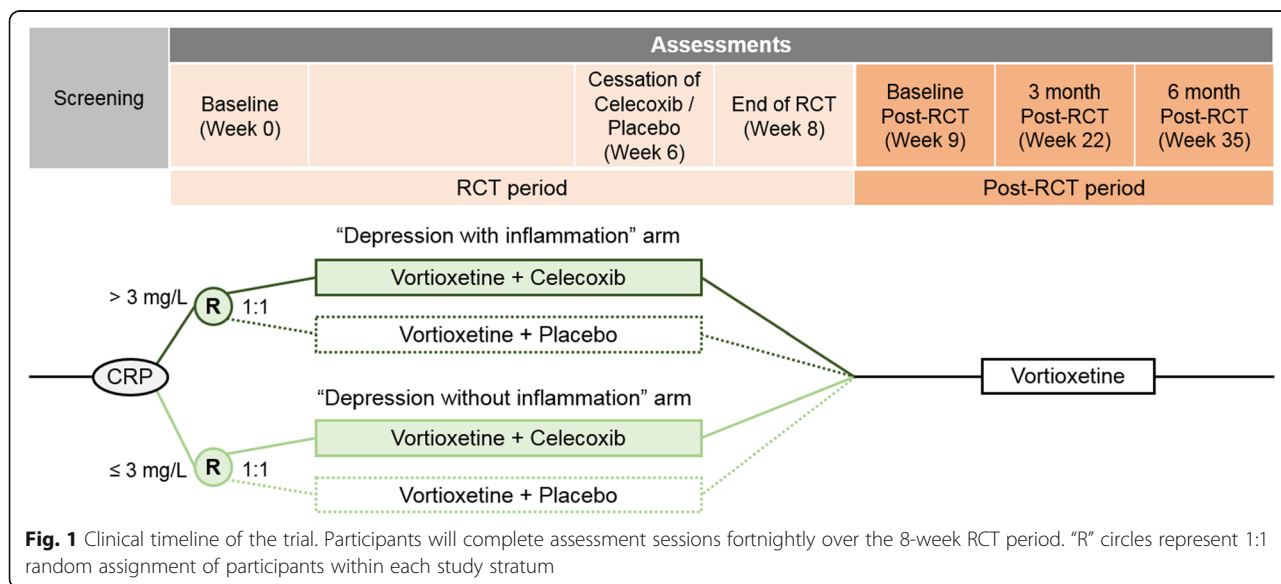 Assessments
Screening
Baseline
(Week 0)
Cessation of
Celecoxib /
Placebo
(Week 6)
End of RCT
(Week 8)
Baseline
Post-RCT
(Week 9)
3 month
Post-RCT
(Week 22)
6 month
Post-RCT
(Week 35)
RCT period
Post-RCT period
“Depression with inflammation” arm
> 3 mg/L
R
1:1
Vortioxetine + Celecoxib
Vortioxetine + Placebo
CRP
Vortioxetine
“Depression without inflammation” arm
≤ 3 mg/L
R
1:1
Vortioxetine + Celecoxib
Vortioxetine + Placebo
Fig. 1 Clinical timeline of the trial. Participants will complete assessment sessions fortnightly over the 8-week RCT period. “R” circles represent 1:1
random assignment of participants within each study stratum